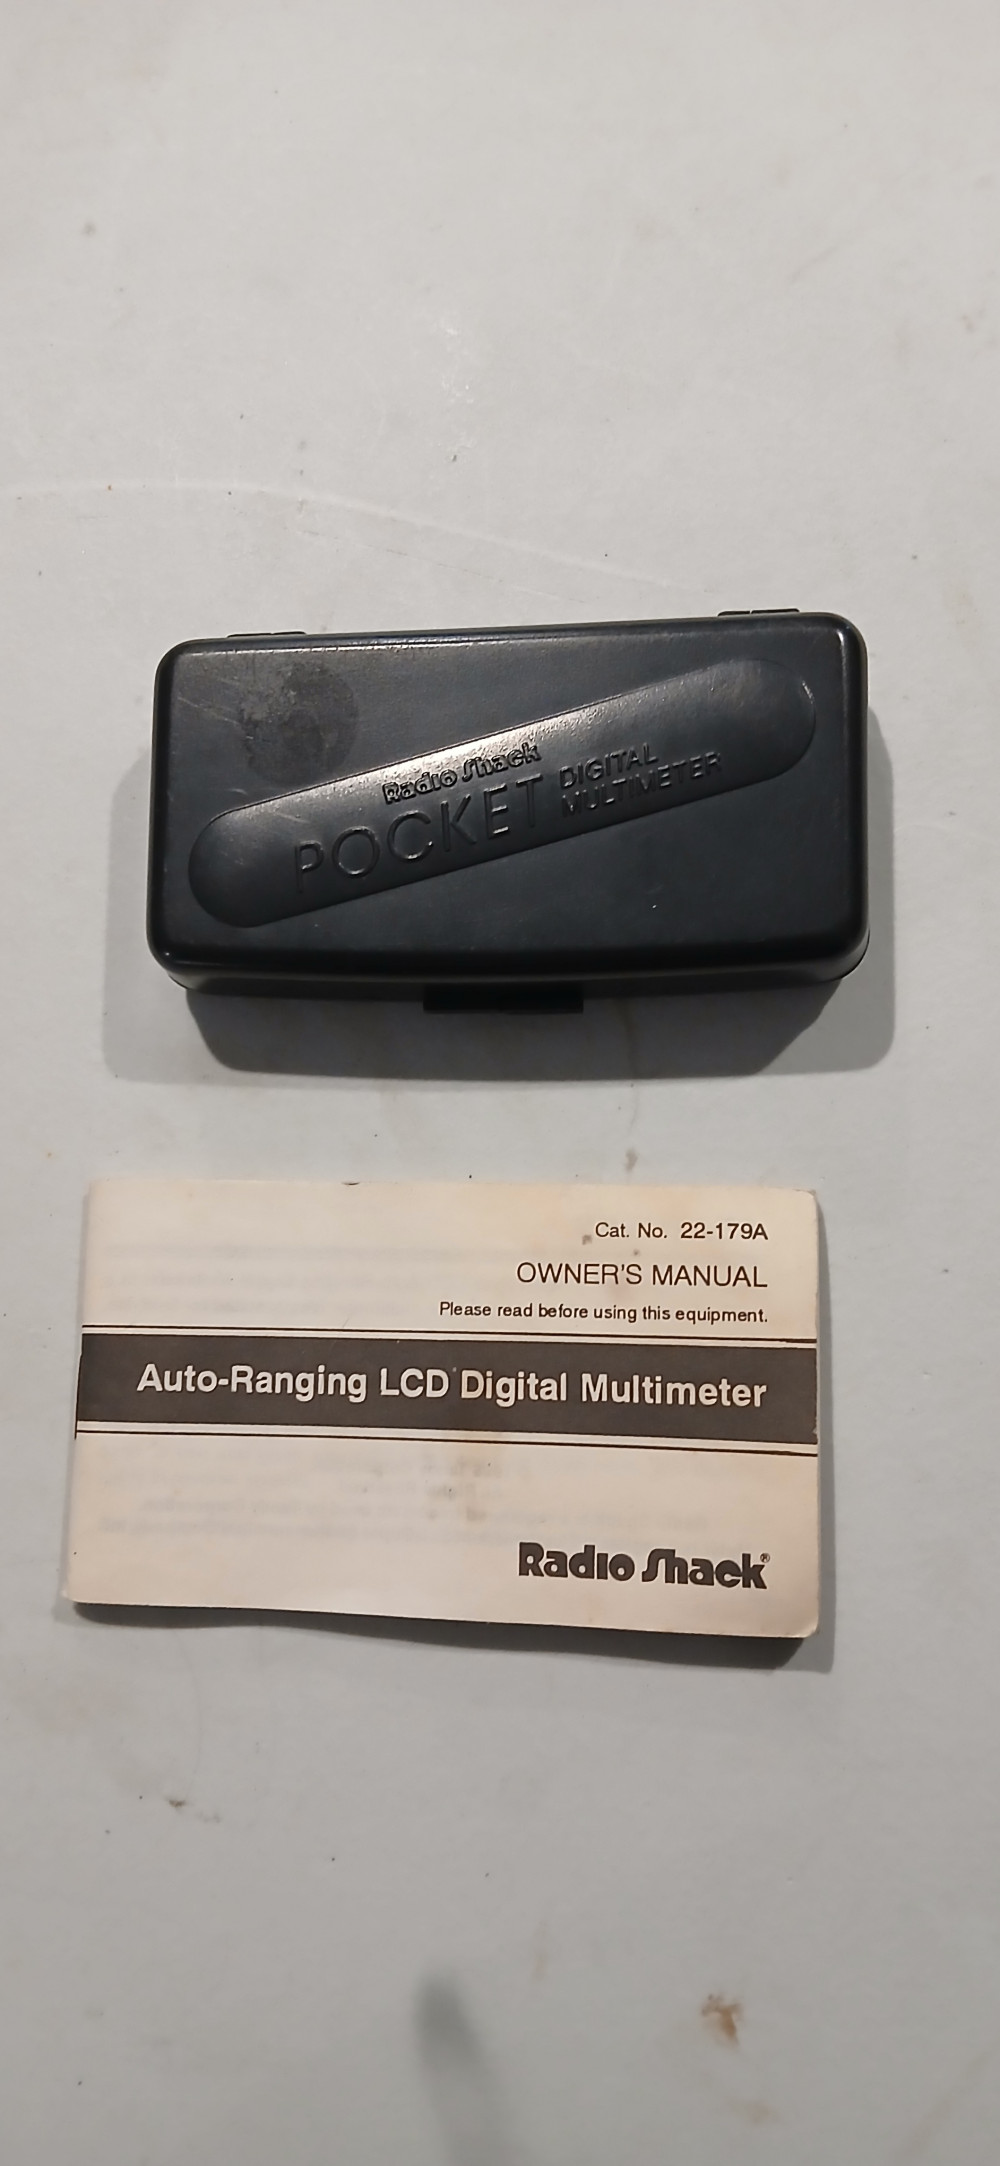 Radio Shack
POCKET DIGITAL
MULTIMETER
Cat. No. 22-179A
OWNER'S MANUAL
Please read before using this equipment.
Auto-Ranging LCD Digital Multimeter
Radio Shack®